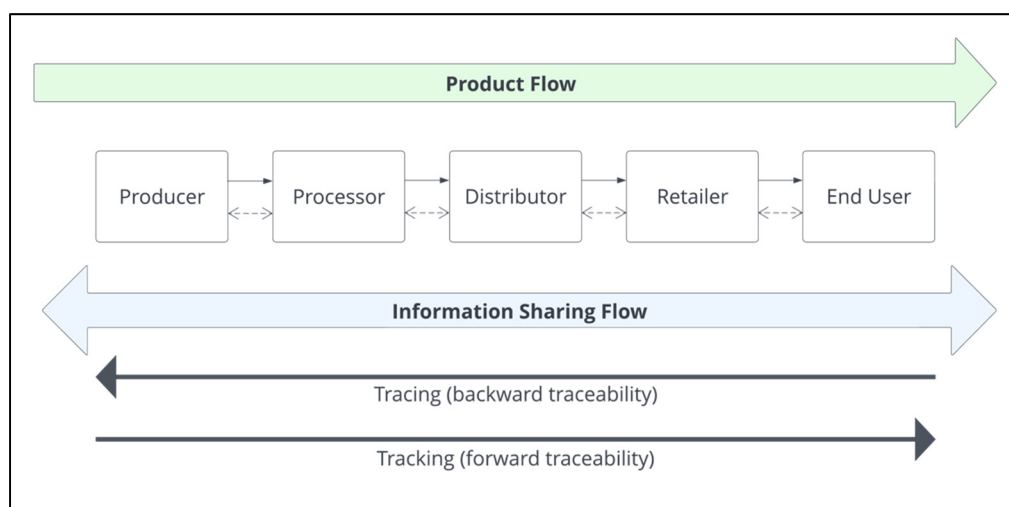 Product Flow
Producer
Processor
Distributor
Retailer
End User
Information Sharing Flow
Tracing (backward traceability)
Tracking (forward traceability)